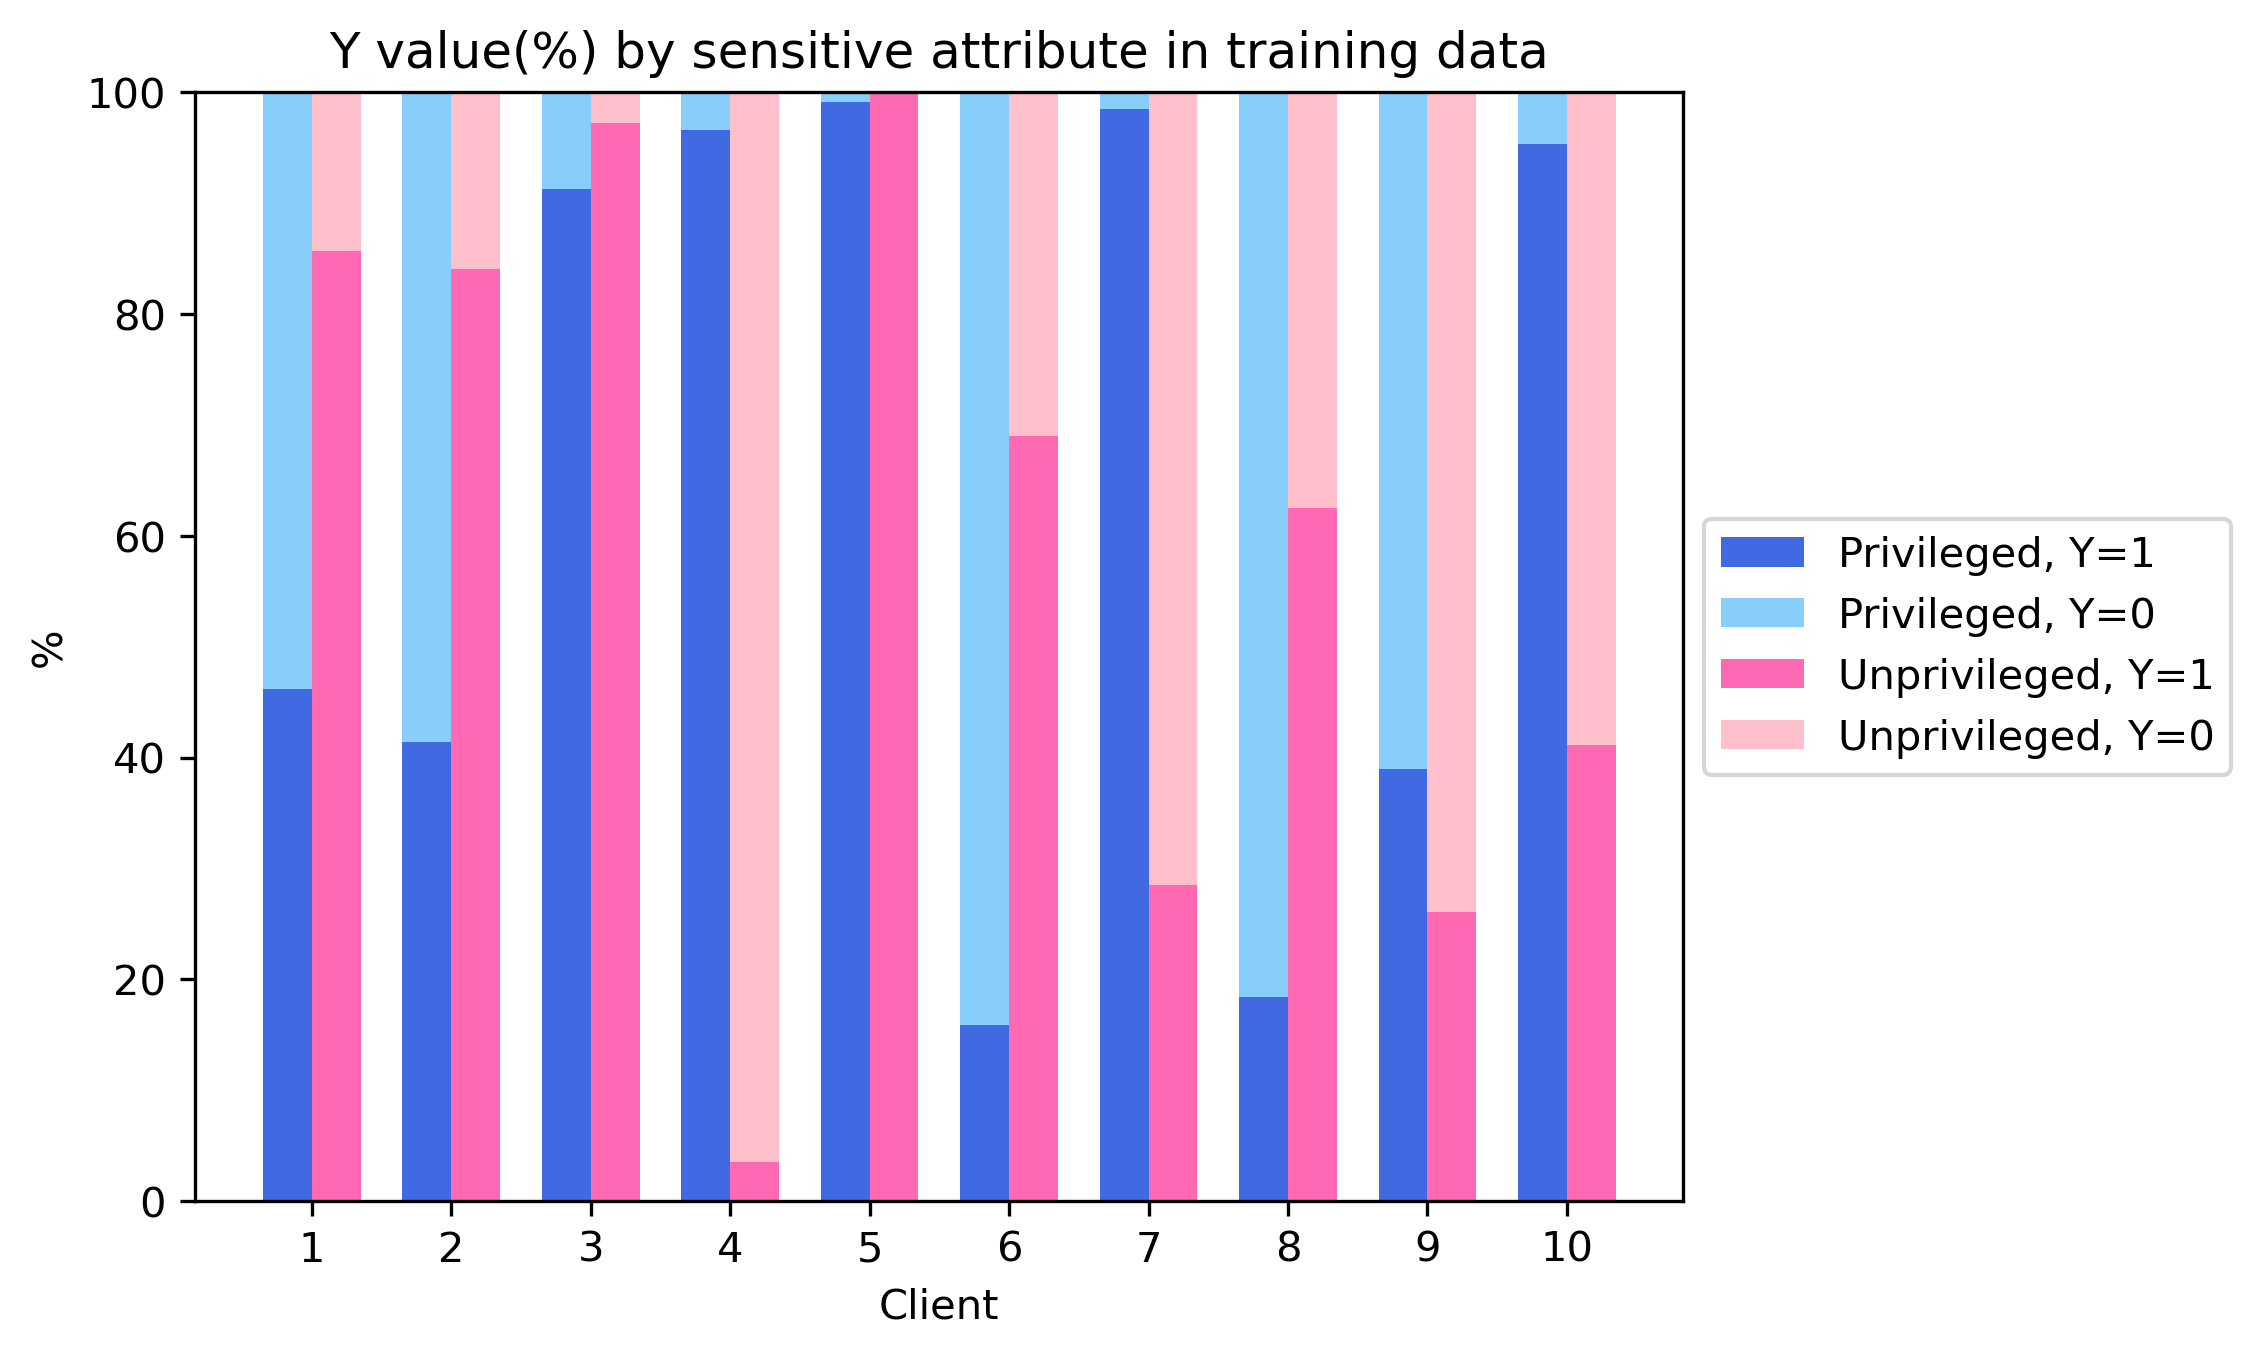 Y value(%) by sensitive attribute in training data
100
80
60
40
20
0
%
1 2 3 4 5 6 7 8 9 10
Client
Privileged, Y=1
Privileged, Y=0
Unprivileged, Y=1
Unprivileged, Y=0